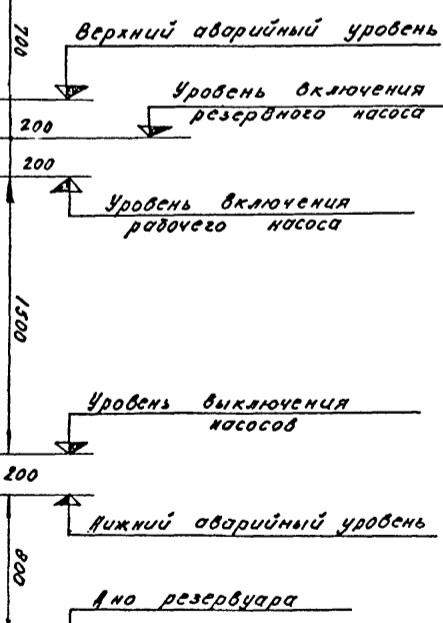 700
Верхний аварийный уровень
Уровень включения
резервного насоса
200
200
Уровень включения
рабочего насоса
1500
Уровень выключения
насосов
200
Нижний аварийный уровень
800
Дно резервуара